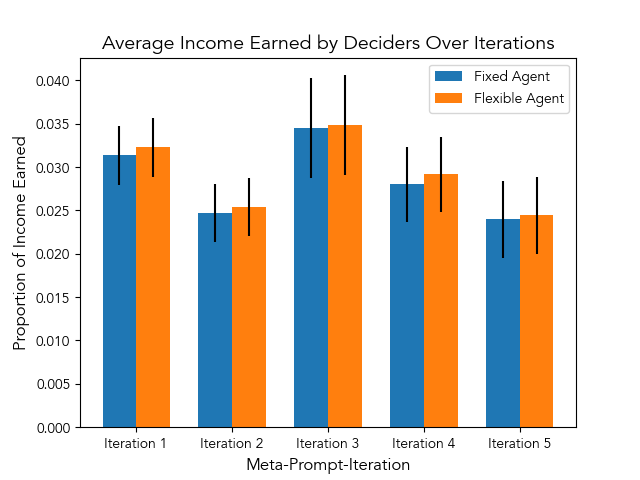 Average Income Earned by Deciders Over Iterations
Fixed Agent
Flexible Agent
Proportion of Income Earned
0.040
0.035
0.030
0.025
0.020
0.015
0.010
0.005
0.000
Iteration 1
Iteration 2
Iteration 3
Iteration 4
Iteration 5
Meta-Prompt-Iteration